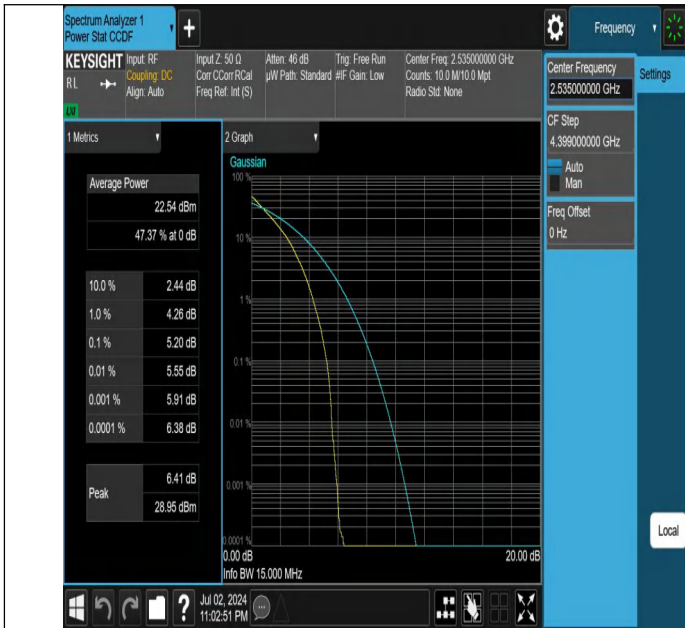 Spectrum Analyzer 1
Power Stat CCDF
+
Frequency
KEYSIGHT
RL
LXI
Input: RF
Coupling: DC
Align: Auto
Input Z: 50 Ω
Corr CCorr RCal
Freq Ref: Int (S)
Atten: 46 dB
µW Path: Standard
Trig: Free Run
#IF Gain: Low
Center Freq: 2.535000000 GHz
Counts: 10.0 M/10.0 Mpt
Radio Std: None
Center Frequency
2.535000000 GHz
Settings
CF Step
4.399000000 GHz
Auto
Man
Freq Offset
0 Hz
Local
1 Metrics
Average Power
22.54 dBm
47.37 % at 0 dB
10.0 % 2.44 dB
1.0 % 4.26 dB
0.1 % 5.20 dB
0.01 % 5.55 dB
0.001 % 5.91 dB
0.0001 % 6.38 dB
Peak
6.41 dB
28.95 dBm
2 Graph
Gaussian
100 %
10 %
1 %
0.1 %
0.01 %
0.001 %
0.0001 %
0.00 dB 20.00 dB
Info BW 15.000 MHz
?
Jul 02, 2024
11:02:51 PM